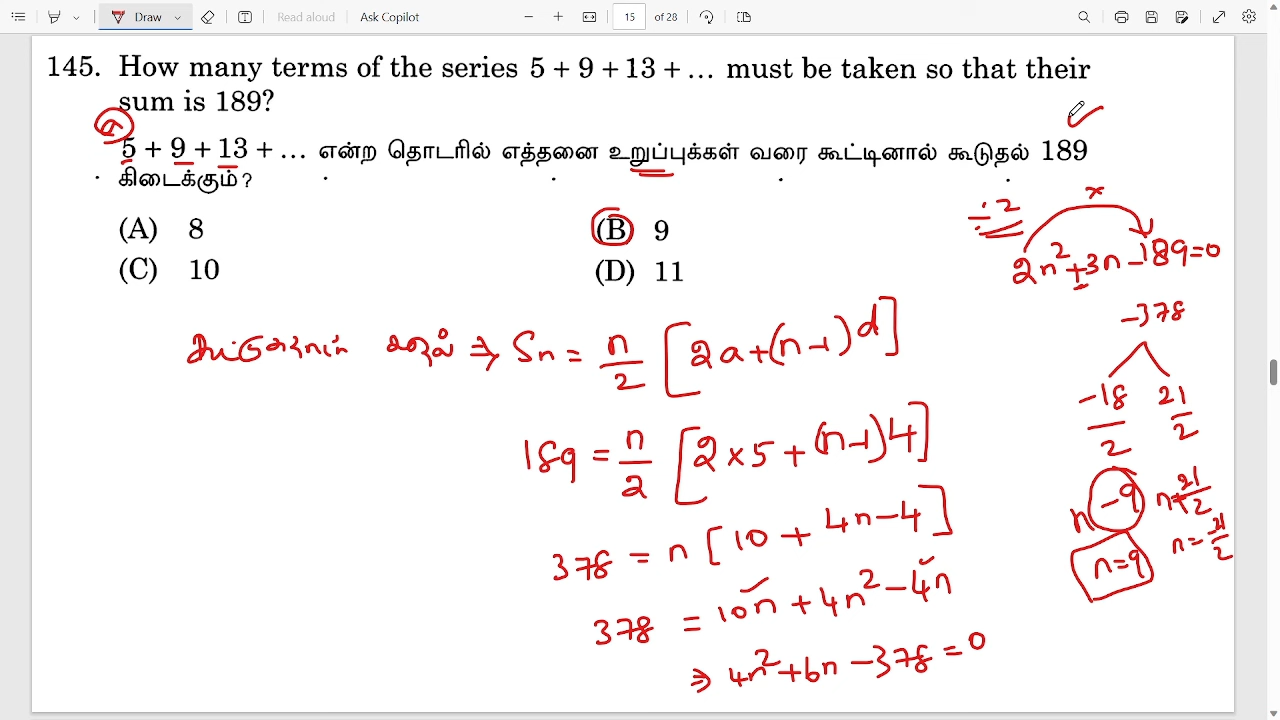 Draw
Read aloud
Ask Copilot
15 of 28
145. How many terms of the series 5 + 9 + 13 + ... must be taken so that their
sum is 189?
a
5 + 9 + 13 + ... என்ற தொடரில் எத்தனை உறுப்புக்கள் வரை கூட்டினால் கூடுதல் 189
கிடைக்கும்?
(A) 8
(B) 9
(C) 10
(D) 11
÷2
x
2n²+3n-189=0
-378
-18/2 21/2
n-9 n+21/2
n=9 n=-21/2
⇒ Sn = n/2 [2a+(n-1)d]
189 = n/2 [2×5+(n-1)4]
378 = n[10+4n-4]
378 = 10n+4n²-4n
⇒ 4n²+6n-378=0